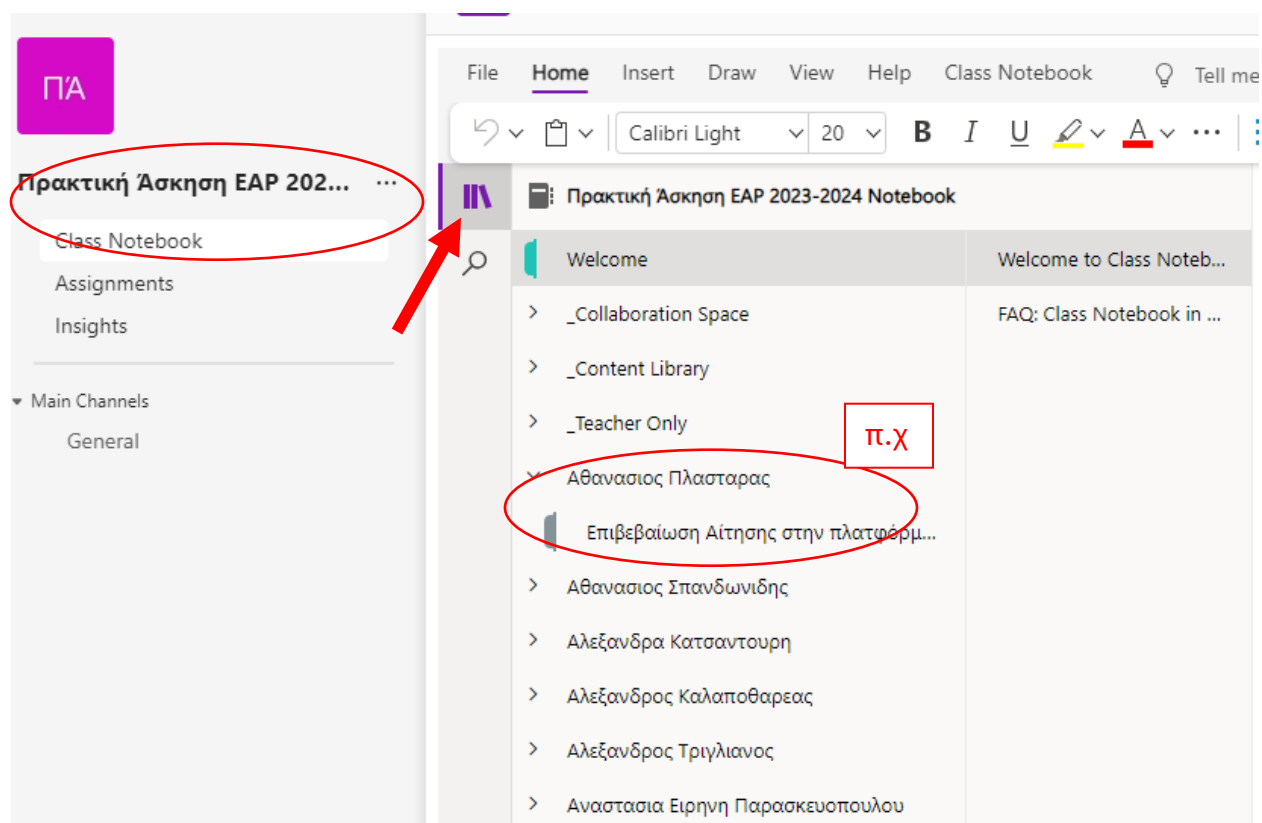 ΠΆ
Πρακτική Άσκηση EAP 202... ...
Class Notebook
Assignments
Insights
Main Channels
General
File Home Insert Draw View Help Class Notebook Tell me
Calibri Light 20 B I U A ...
Πρακτική Άσκηση EAP 2023-2024 Notebook
Welcome
_Collaboration Space
_Content Library
_Teacher Only
π.χ
Αθανασιος Πλασταρας
Επιβεβαίωση Αίτησης στην πλατφόρμ...
Αθανασιος Σπανδωνιδης
Αλεξανδρα Κατσαντουρη
Αλεξανδρος Καλαποθαρεας
Αλεξανδρος Τριγλιανος
Αναστασια Ειρηνη Παρασκευοπουλου
Welcome to Class Noteb...
FAQ: Class Notebook in ...